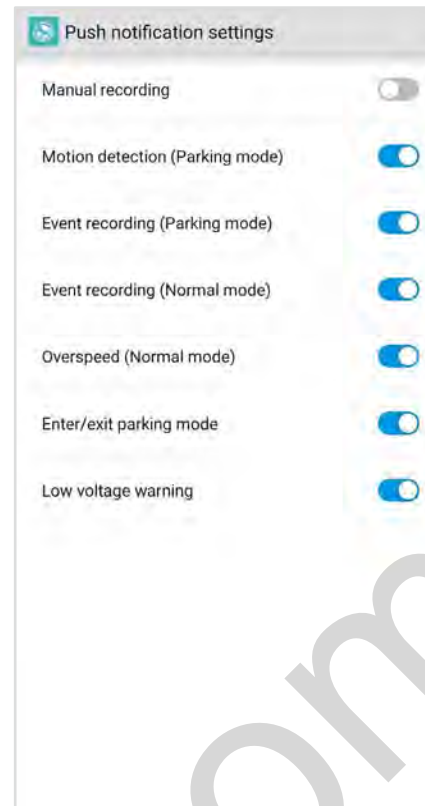 Push notification settings
Manual recording
Motion detection (Parking mode)
Event recording (Parking mode)
Event recording (Normal mode)
Overspeed (Normal mode)
Enter/exit parking mode
Low voltage warning
om